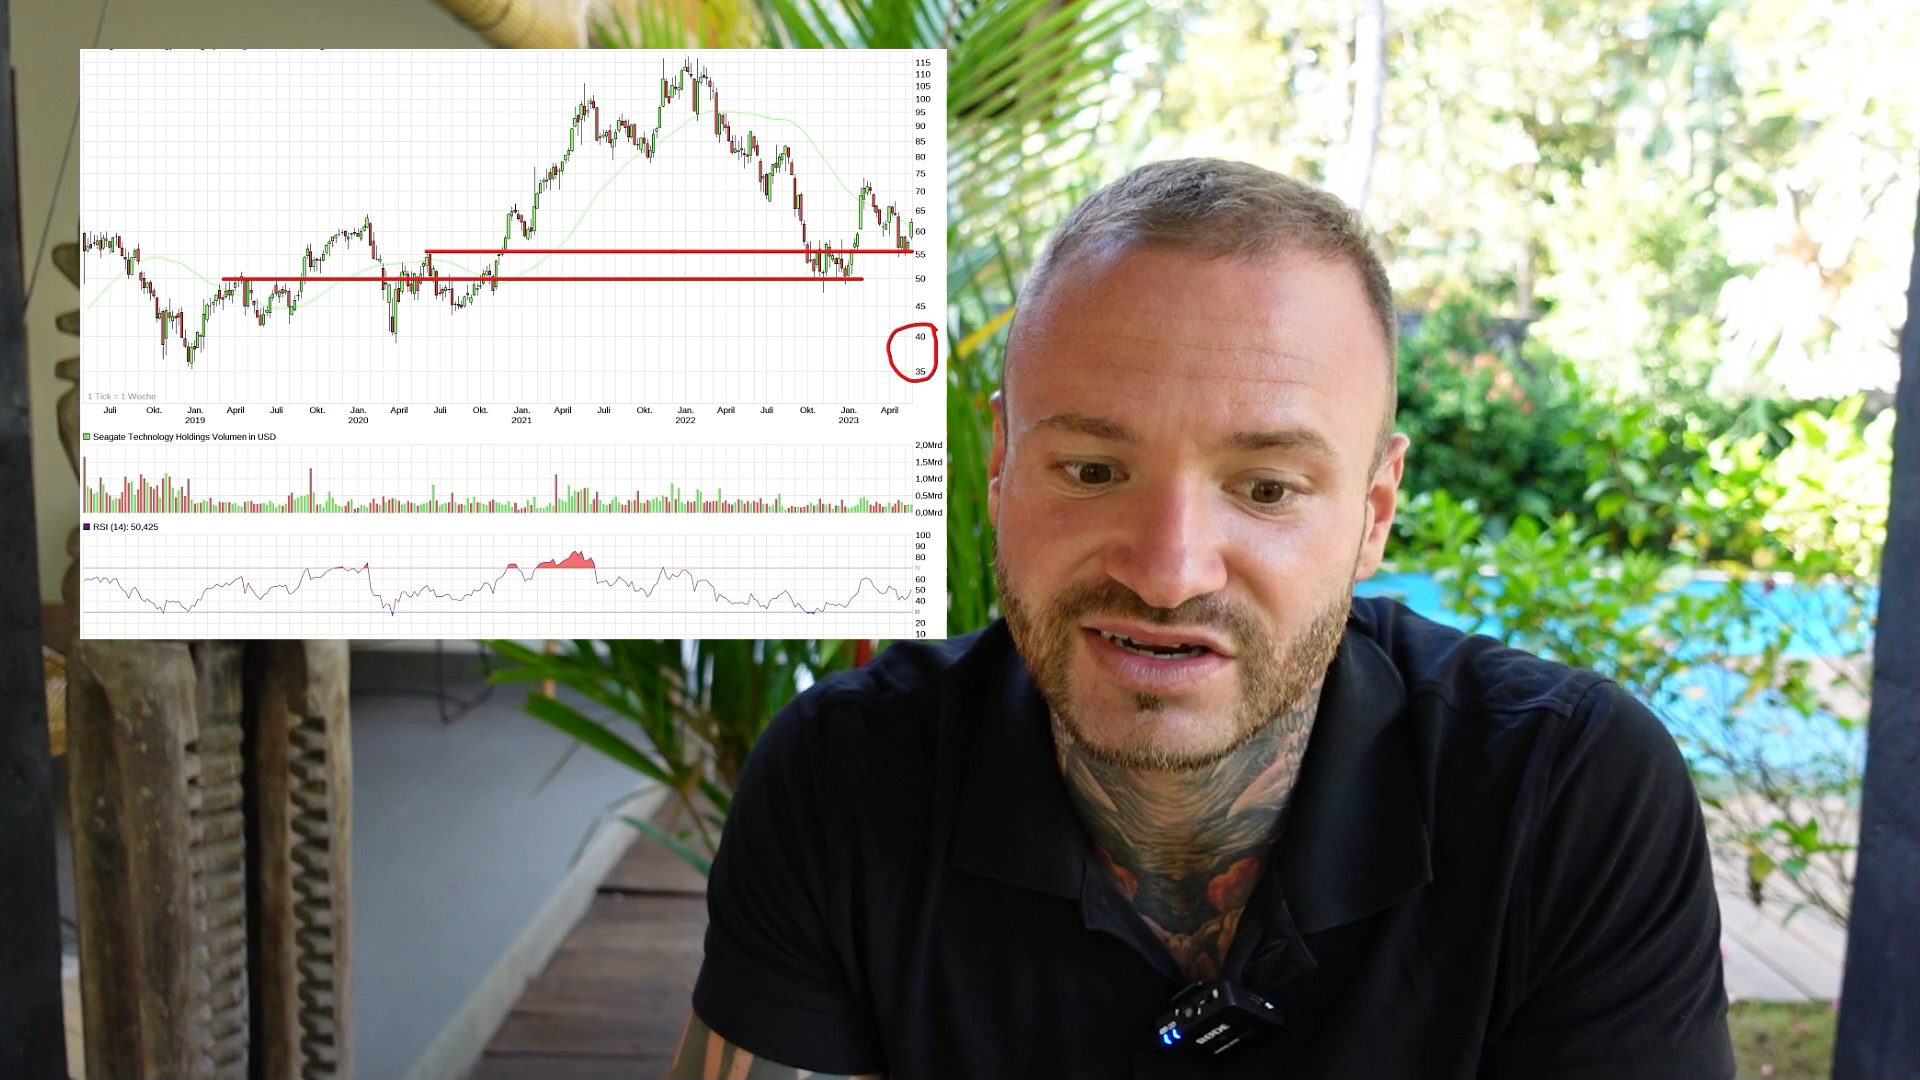 115
110
105
100
95
90
85
80
75
70
65
60
55
50
45
40
35
1 Tick = 1 Woche
Juli Okt. Jan. April Juli Okt. Jan. April Juli Okt. Jan. April Juli Okt. Jan. April Juli Okt. Jan. April
2019 2020 2021 2022 2023
Seagate Technology Holdings Volumen in USD
2,0Mrd
1,5Mrd
1,0Mrd
0,5Mrd
0,0Mrd
RSI (14): 50,425
100
90
80
70
60
50
40
30
20
10
RØDE